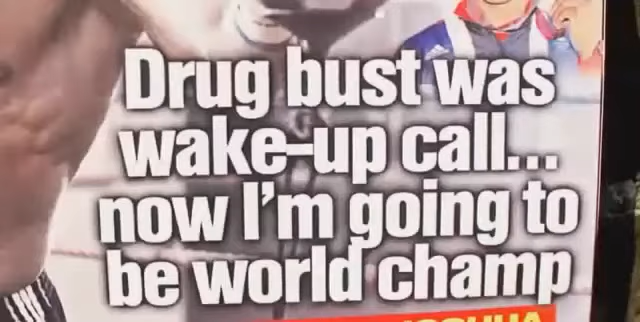 Drug bust was
wake-up call...
now I'm going to
be world champ